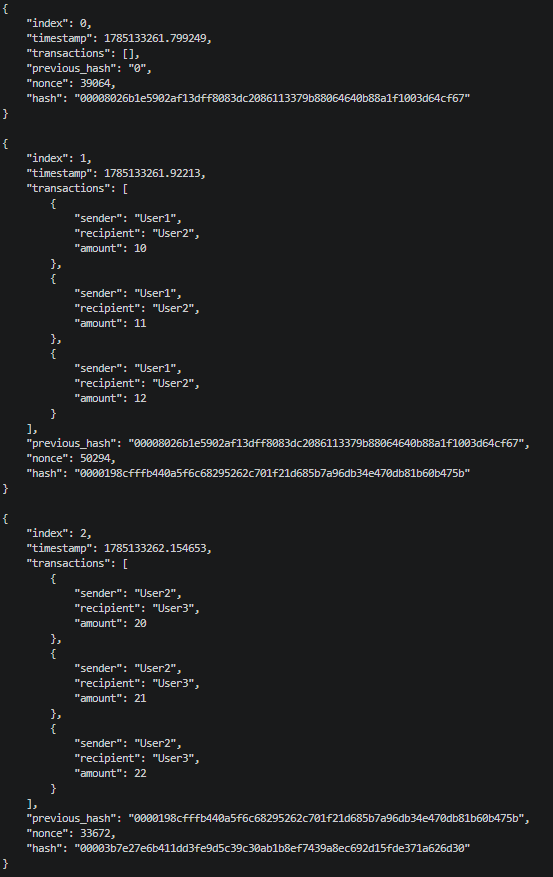 {
    "index": 0,
    "timestamp": 1785133261.799249,
    "transactions": [],
    "previous_hash": "0",
    "nonce": 39064,
    "hash": "00008026b1e5902af13dff8083dc2086113379b88064640b88a1f1003d64cf67"
}
{
    "index": 1,
    "timestamp": 1785133261.92213,
    "transactions": [
        {
            "sender": "User1",
            "recipient": "User2",
            "amount": 10
        },
        {
            "sender": "User1",
            "recipient": "User2",
            "amount": 11
        },
        {
            "sender": "User1",
            "recipient": "User2",
            "amount": 12
        }
    ],
    "previous_hash": "00008026b1e5902af13dff8083dc2086113379b88064640b88a1f1003d64cf67",
    "nonce": 50294,
    "hash": "0000198cfffb440a5f6c68295262c701f21d685b7a96db34e470db81b60b475b"
}
{
    "index": 2,
    "timestamp": 1785133262.154653,
    "transactions": [
        {
            "sender": "User2",
            "recipient": "User3",
            "amount": 20
        },
        {
            "sender": "User2",
            "recipient": "User3",
            "amount": 21
        },
        {
            "sender": "User2",
            "recipient": "User3",
            "amount": 22
        }
    ],
    "previous_hash": "0000198cfffb440a5f6c68295262c701f21d685b7a96db34e470db81b60b475b",
    "nonce": 33672,
    "hash": "00003b7e27e6b411dd3fe9d5c39c30ab1b8ef7439a8ec692d15fde371a626d30"
}